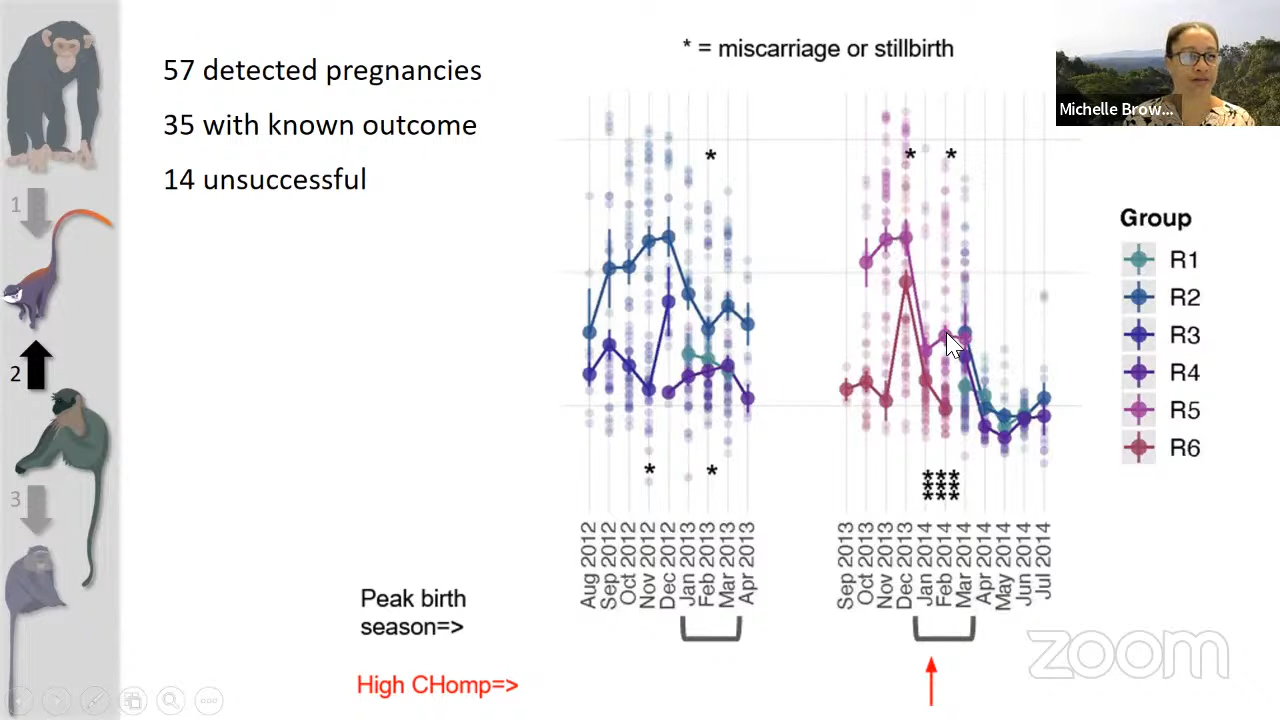 57 detected pregnancies
35 with known outcome
14 unsuccessful
* = miscarriage or stillbirth
Michelle Brow...
1
2
3
*
* *
* *
***
***
***
Group
R1
R2
R3
R4
R5
R6
Aug 2012
Sep 2012
Oct 2012
Nov 2012
Dec 2012
Jan 2013
Feb 2013
Mar 2013
Apr 2013
Sep 2013
Oct 2013
Nov 2013
Dec 2013
Jan 2014
Feb 2014
Mar 2014
Apr 2014
May 2014
Jun 2014
Jul 2014
Peak birth
season=>
High CHomp=>
zoom